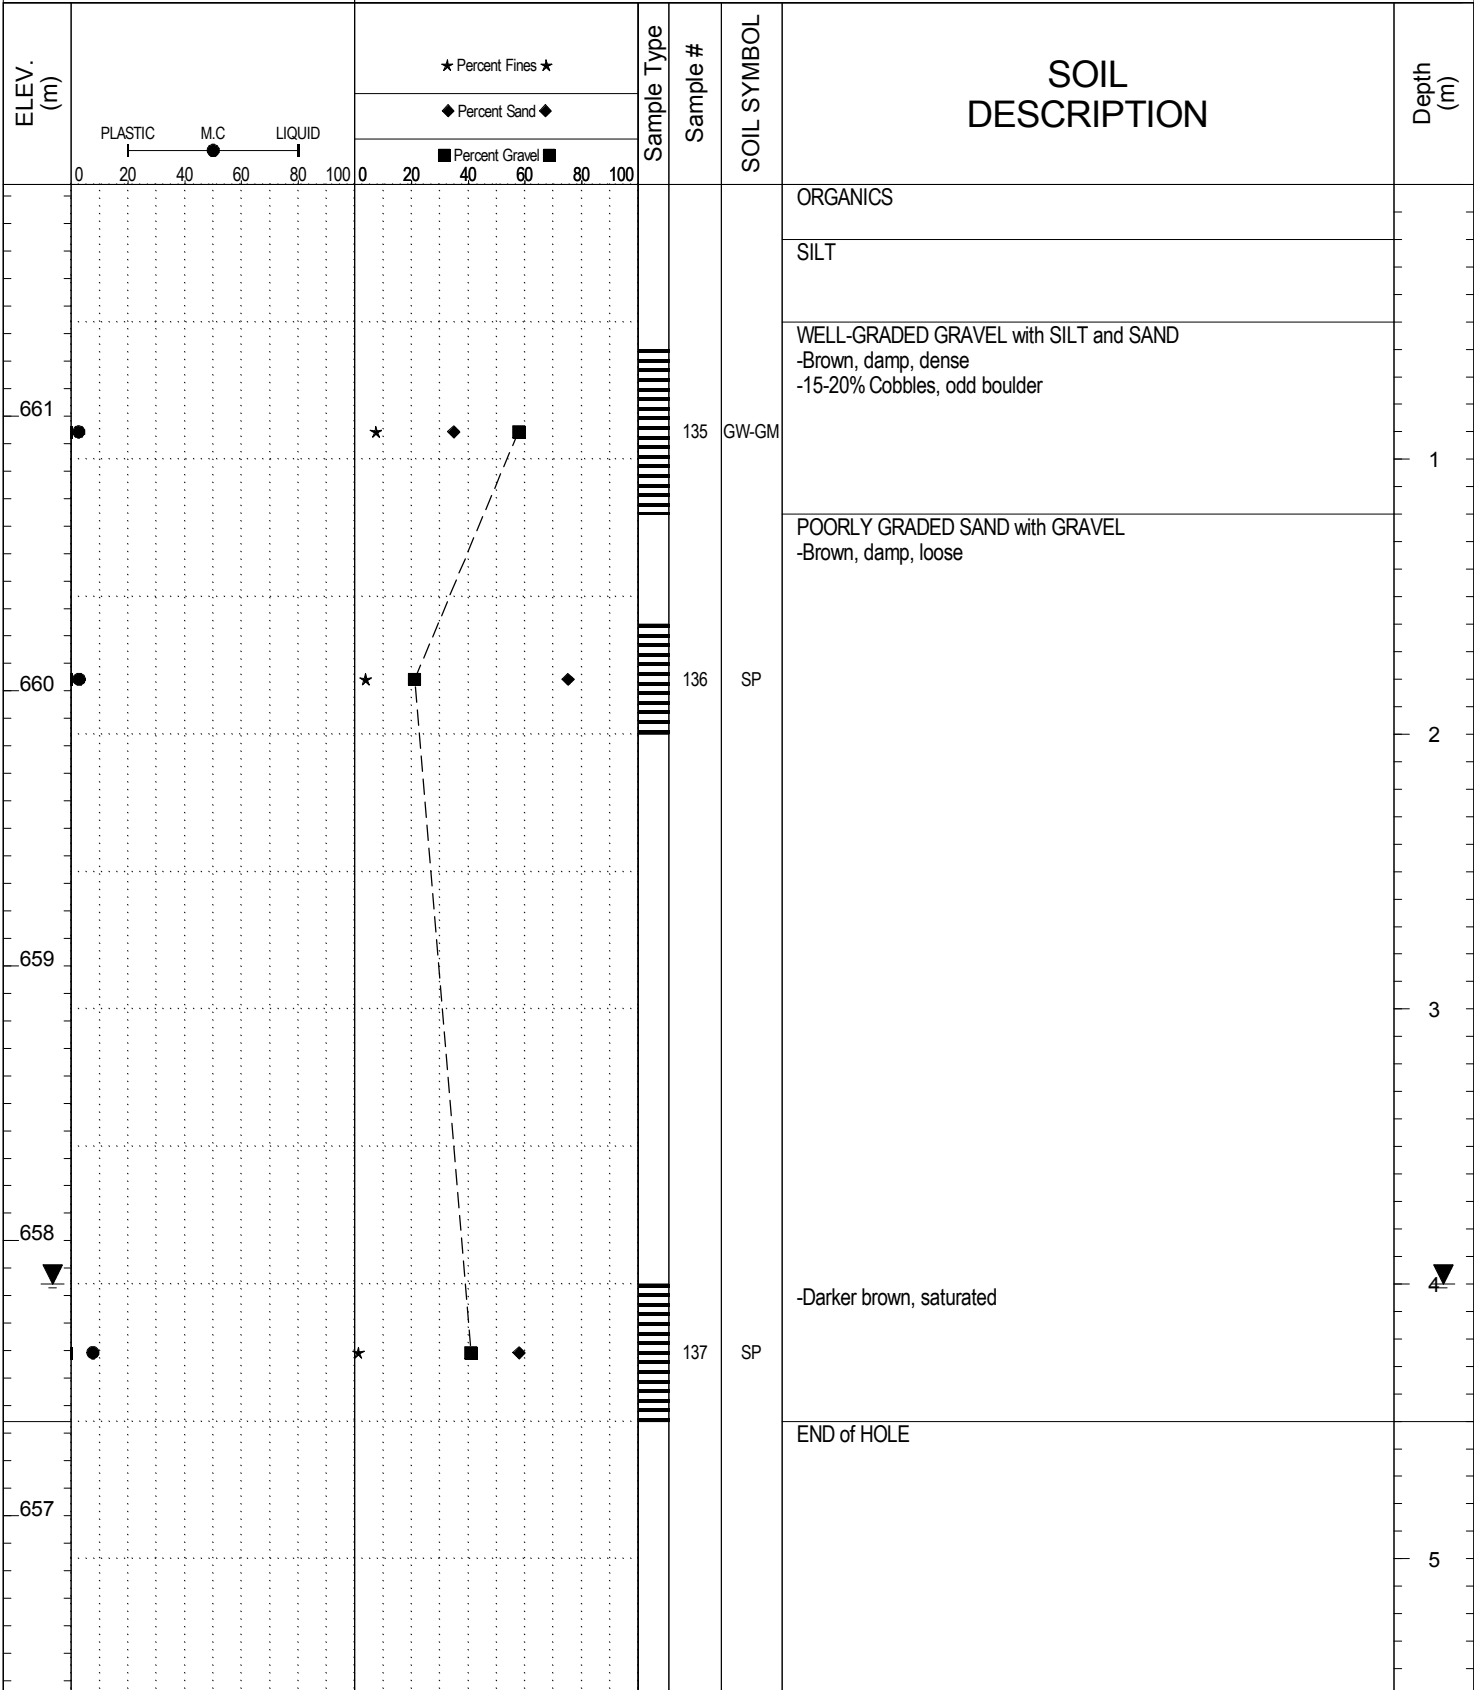 ELEV.
(m)
PLASTIC M.C LIQUID
0 20 40 60 80 100
★ Percent Fines ★
◆ Percent Sand ◆
■ Percent Gravel ■
0 20 40 60 80 100
Sample Type
Sample #
SOIL SYMBOL
SOIL
DESCRIPTION
Depth
(m)
ORGANICS
SILT
WELL-GRADED GRAVEL with SILT and SAND
-Brown, damp, dense
-15-20% Cobbles, odd boulder
661
135 GW-GM
1
POORLY GRADED SAND with GRAVEL
-Brown, damp, loose
660
136 SP
2
659
3
658
4
-Darker brown, saturated
137 SP
END of HOLE
657
5